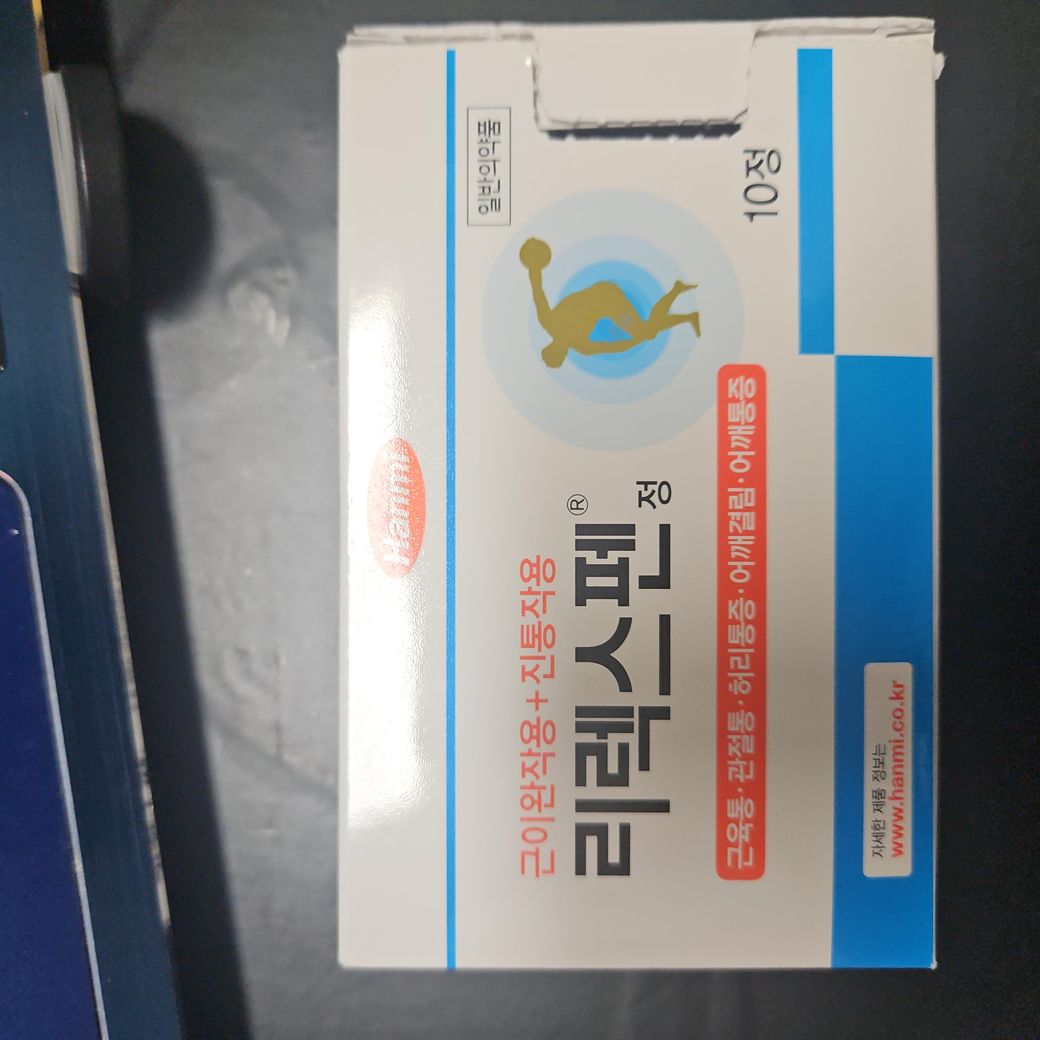 Hanmi
일반의약품
근이완작용+진통작용
리렉스펜®정
근육통·관절통·허리통증·어깨결림·어깨통증
10정
자세한 제품 정보는
www.hanmi.co.kr